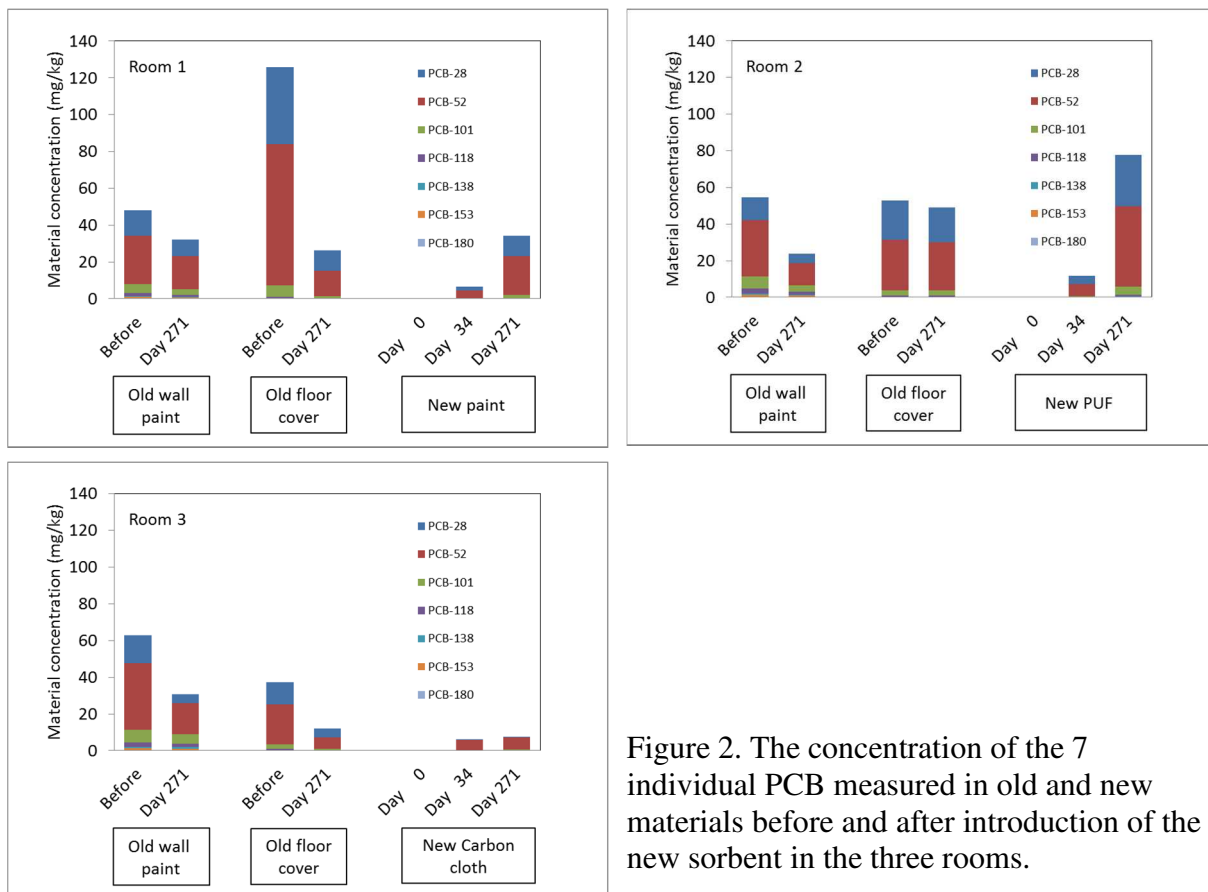 Room 1
Material concentration (mg/kg)
140
120
100
80
60
40
20
0
PCB-28
PCB-52
PCB-101
PCB-118
PCB-138
PCB-153
PCB-180
Before
Day 271
Before
Day 271
Day 0
Day 34
Day 271
Old wall
paint
Old floor
cover
New paint
Room 2
Material concentration (mg/kg)
140
120
100
80
60
40
20
0
PCB-28
PCB-52
PCB-101
PCB-118
PCB-138
PCB-153
PCB-180
Before
Day 271
Before
Day 271
Day 0
Day 34
Day 271
Old wall
paint
Old floor
cover
New PUF
Room 3
Material concentration (mg/kg)
140
120
100
80
60
40
20
0
PCB-28
PCB-52
PCB-101
PCB-118
PCB-138
PCB-153
PCB-180
Before
Day 271
Before
Day 271
Day 0
Day 34
Day 271
Old wall
paint
Old floor
cover
New Carbon
cloth
Figure 2. The concentration of the 7
individual PCB measured in old and new
materials before and after introduction of the
new sorbent in the three rooms.